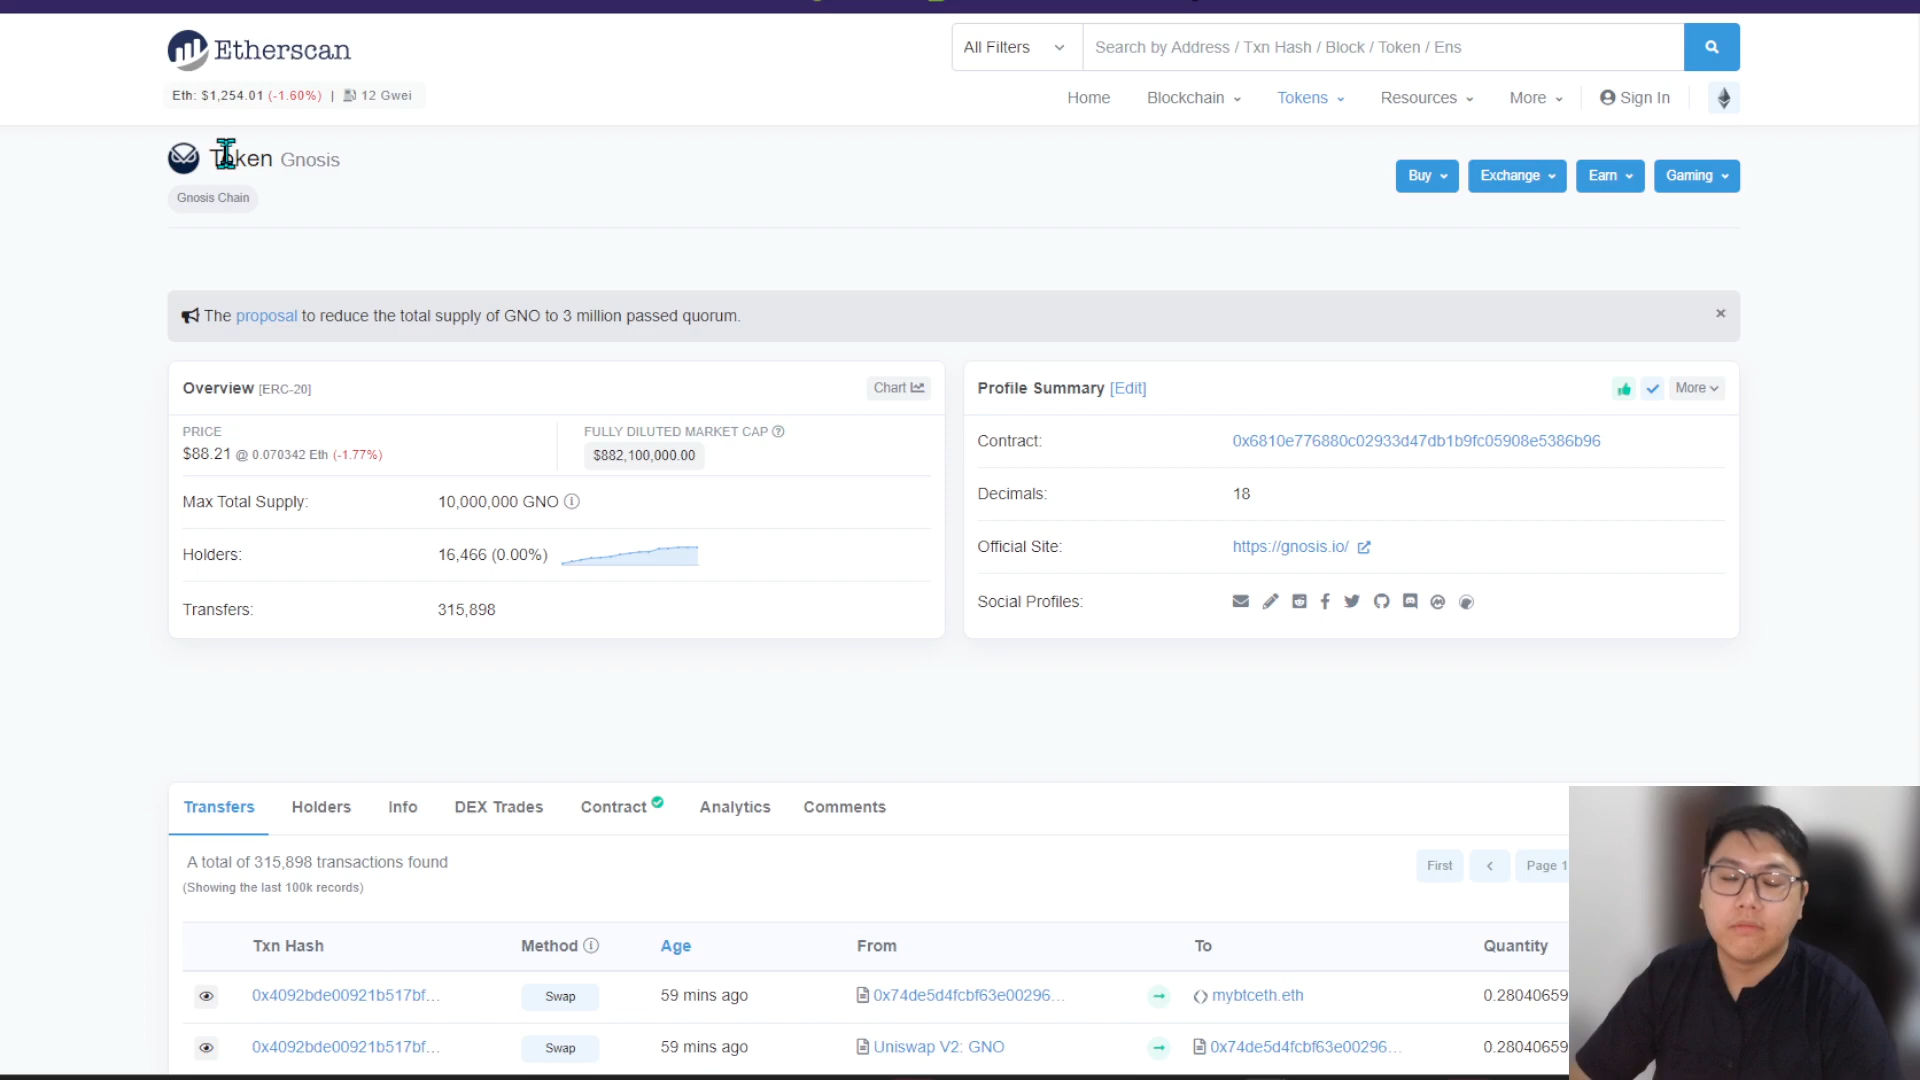 Etherscan
All Filters
Search by Address / Txn Hash / Block / Token / Ens
Eth: $1,254.01 (-1.60%) | 12 Gwei
Home Blockchain Tokens Resources More Sign In
Token Gnosis
Gnosis Chain
Buy Exchange Earn Gaming
The proposal to reduce the total supply of GNO to 3 million passed quorum. ×
Overview [ERC-20] Chart
PRICE
$88.21 @ 0.070342 Eth (-1.77%)
FULLY DILUTED MARKET CAP
$882,100,000.00
Max Total Supply: 10,000,000 GNO
Holders: 16,466 (0.00%)
Transfers: 315,898
Profile Summary [Edit] More
Contract: 0x6810e776880c02933d47db1b9fc05908e5386b96
Decimals: 18
Official Site: https://gnosis.io/
Social Profiles:
Transfers Holders Info DEX Trades Contract Analytics Comments
A total of 315,898 transactions found
(Showing the last 100k records)
First < Page 1
Txn Hash Method Age From To Quantity
0x4092bde00921b517bf... Swap 59 mins ago 0x74de5d4fcbf63e00296... mybtceth.eth 0.28040659
0x4092bde00921b517bf... Swap 59 mins ago Uniswap V2: GNO 0x74de5d4fcbf63e00296... 0.28040659